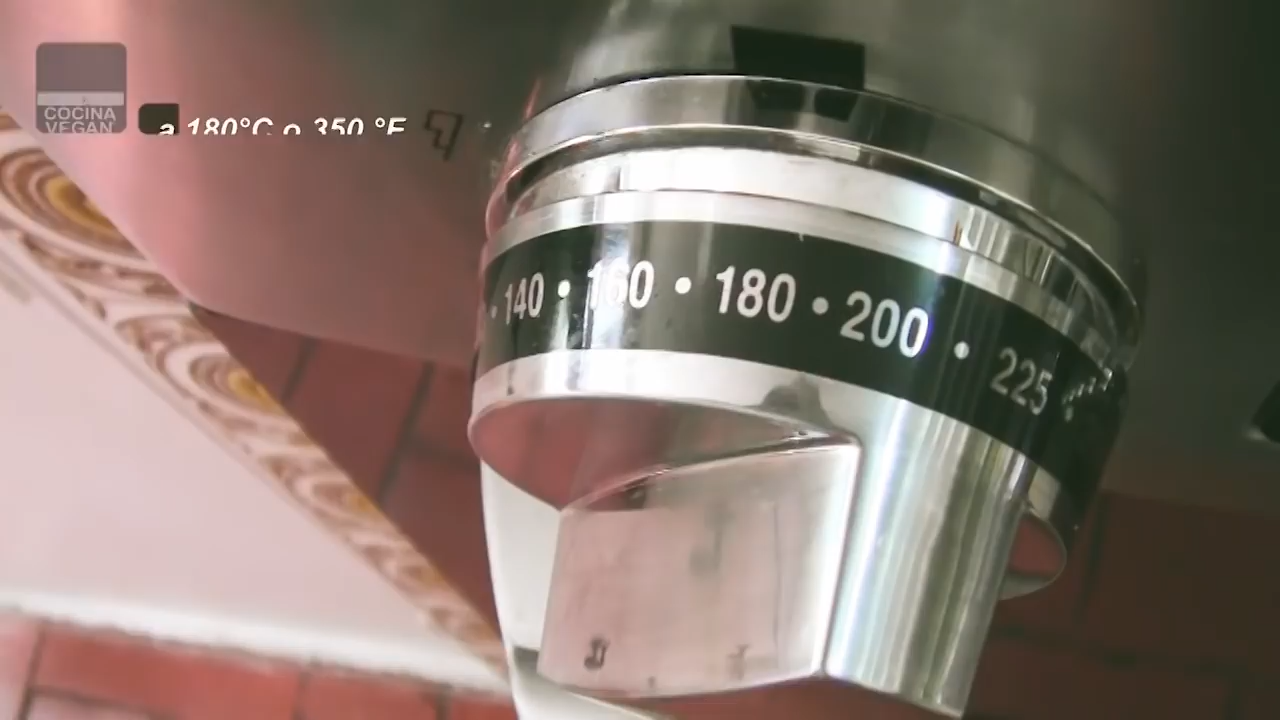 COCINA
VEGAN
a 180°C o 350 °F
• 140 • 160 • 180 • 200 • 225